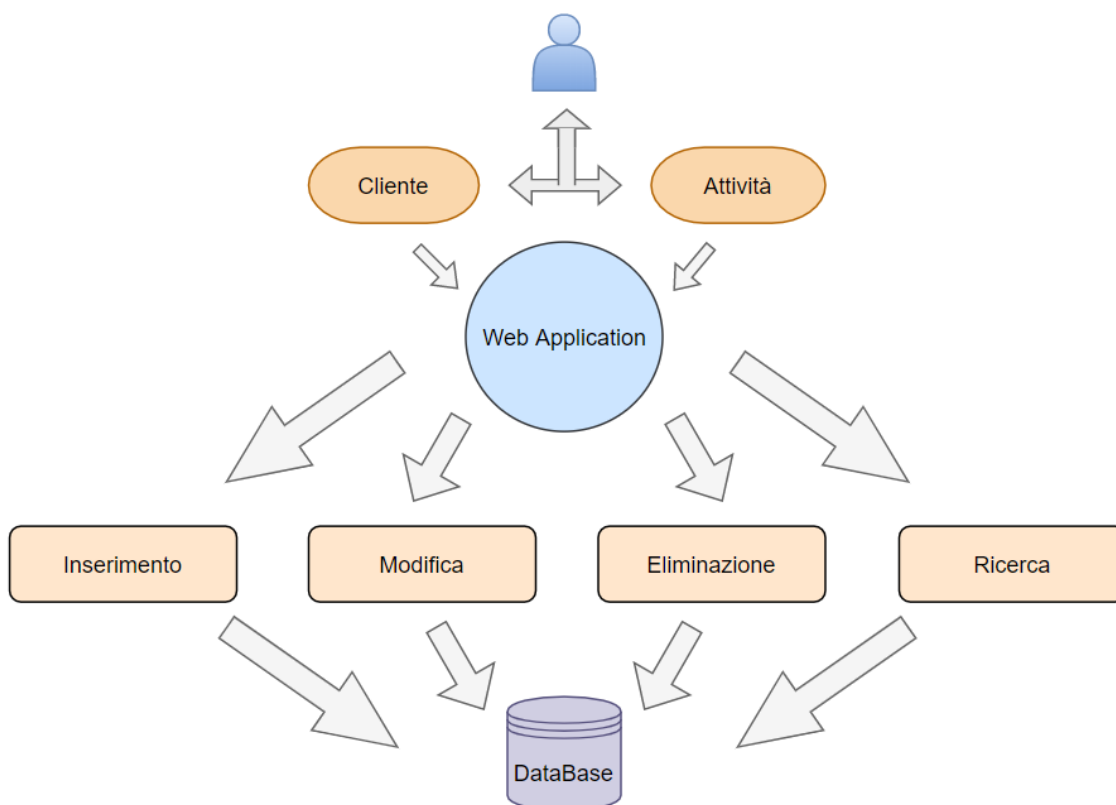 Cliente
Attività
Web Application
Inserimento
Modifica
Eliminazione
Ricerca
DataBase